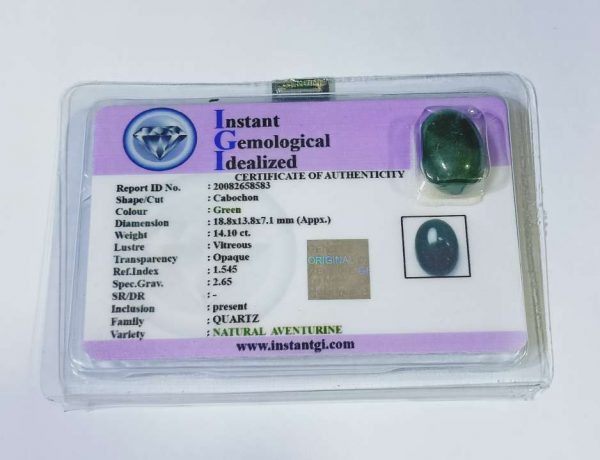 Instant
Gemological
Idealized
CERTIFICATE OF AUTHENTICITY
Report ID No. : 20082658583
Shape/Cut : Cabochon
Colour : Green
Diamension : 18.8x13.8x7.1 mm (Appx.)
Weight : 14.10 ct.
Lustre : Vitreous
Transparency : Opaque
Ref.Index : 1.545
Spec.Grav. : 2.65
SR/DR : -
Inclusion : present
Family : QUARTZ
Variety : NATURAL AVENTURINE
www.instantgi.com
ORIGINAL